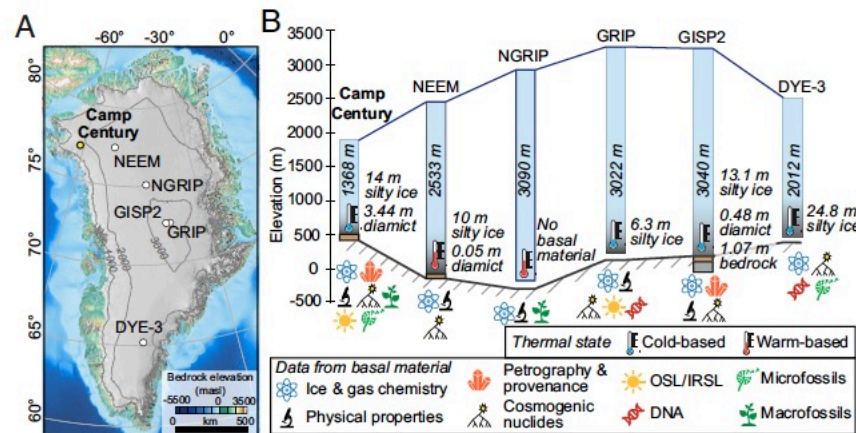 A
-60° -30° 0°
80°
75°
70°
65°
60°
Camp
Century
NEEM
NGRIP
GISP2
GRIP
DYE-3
1000
2000
3000
Bedrock elevation
(masl)
-5500 0 3500
0 km 500
B
Elevation (m)
3500
3000
2500
2000
1500
1000
500
0
-500
Camp
Century
NEEM
NGRIP
GRIP
GISP2
DYE-3
1368 m
14 m
silty ice
3.44 m
diamict
2533 m
10 m
silty ice
0.05 m
diamict
3090 m
No
basal
material
3022 m
6.3 m
silty ice
3040 m
13.1 m
silty ice
0.48 m
diamict
1.07 m
bedrock
2012 m
24.8 m
silty ice
Thermal state Cold-based Warm-based
Data from basal material
Ice & gas chemistry
Physical properties
Petrography &
provenance
Cosmogenic
nuclides
OSL/IRSL
DNA
Microfossils
Macrofossils